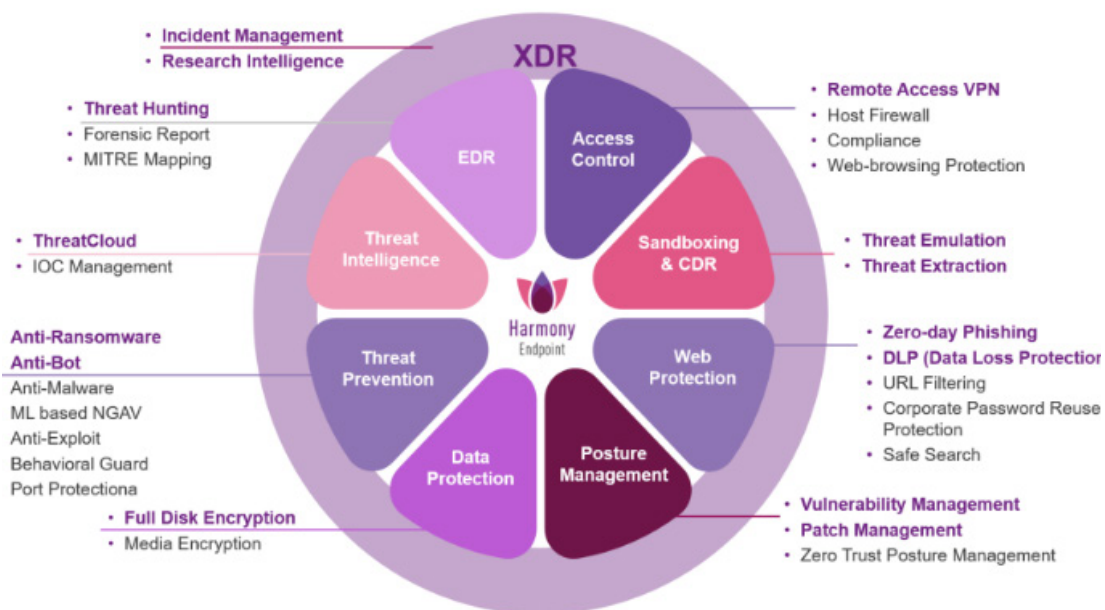 Incident Management
Research Intelligence
XDR
Threat Hunting
Forensic Report
MITRE Mapping
EDR
Access
Control
Remote Access VPN
Host Firewall
Compliance
Web-browsing Protection
ThreatCloud
IOC Management
Threat
Intelligence
Sandboxing
& CDR
Threat Emulation
Threat Extraction
Harmony
Endpoint
Anti-Ransomware
Anti-Bot
Anti-Malware
ML based NGAV
Anti-Exploit
Behavioral Guard
Port Protectiona
Threat
Prevention
Web
Protection
Zero-day Phishing
DLP (Data Loss Protection
URL Filtering
Corporate Password Reuse
Protection
Safe Search
Data
Protection
Posture
Management
Full Disk Encryption
Media Encryption
Vulnerability Management
Patch Management
Zero Trust Posture Management